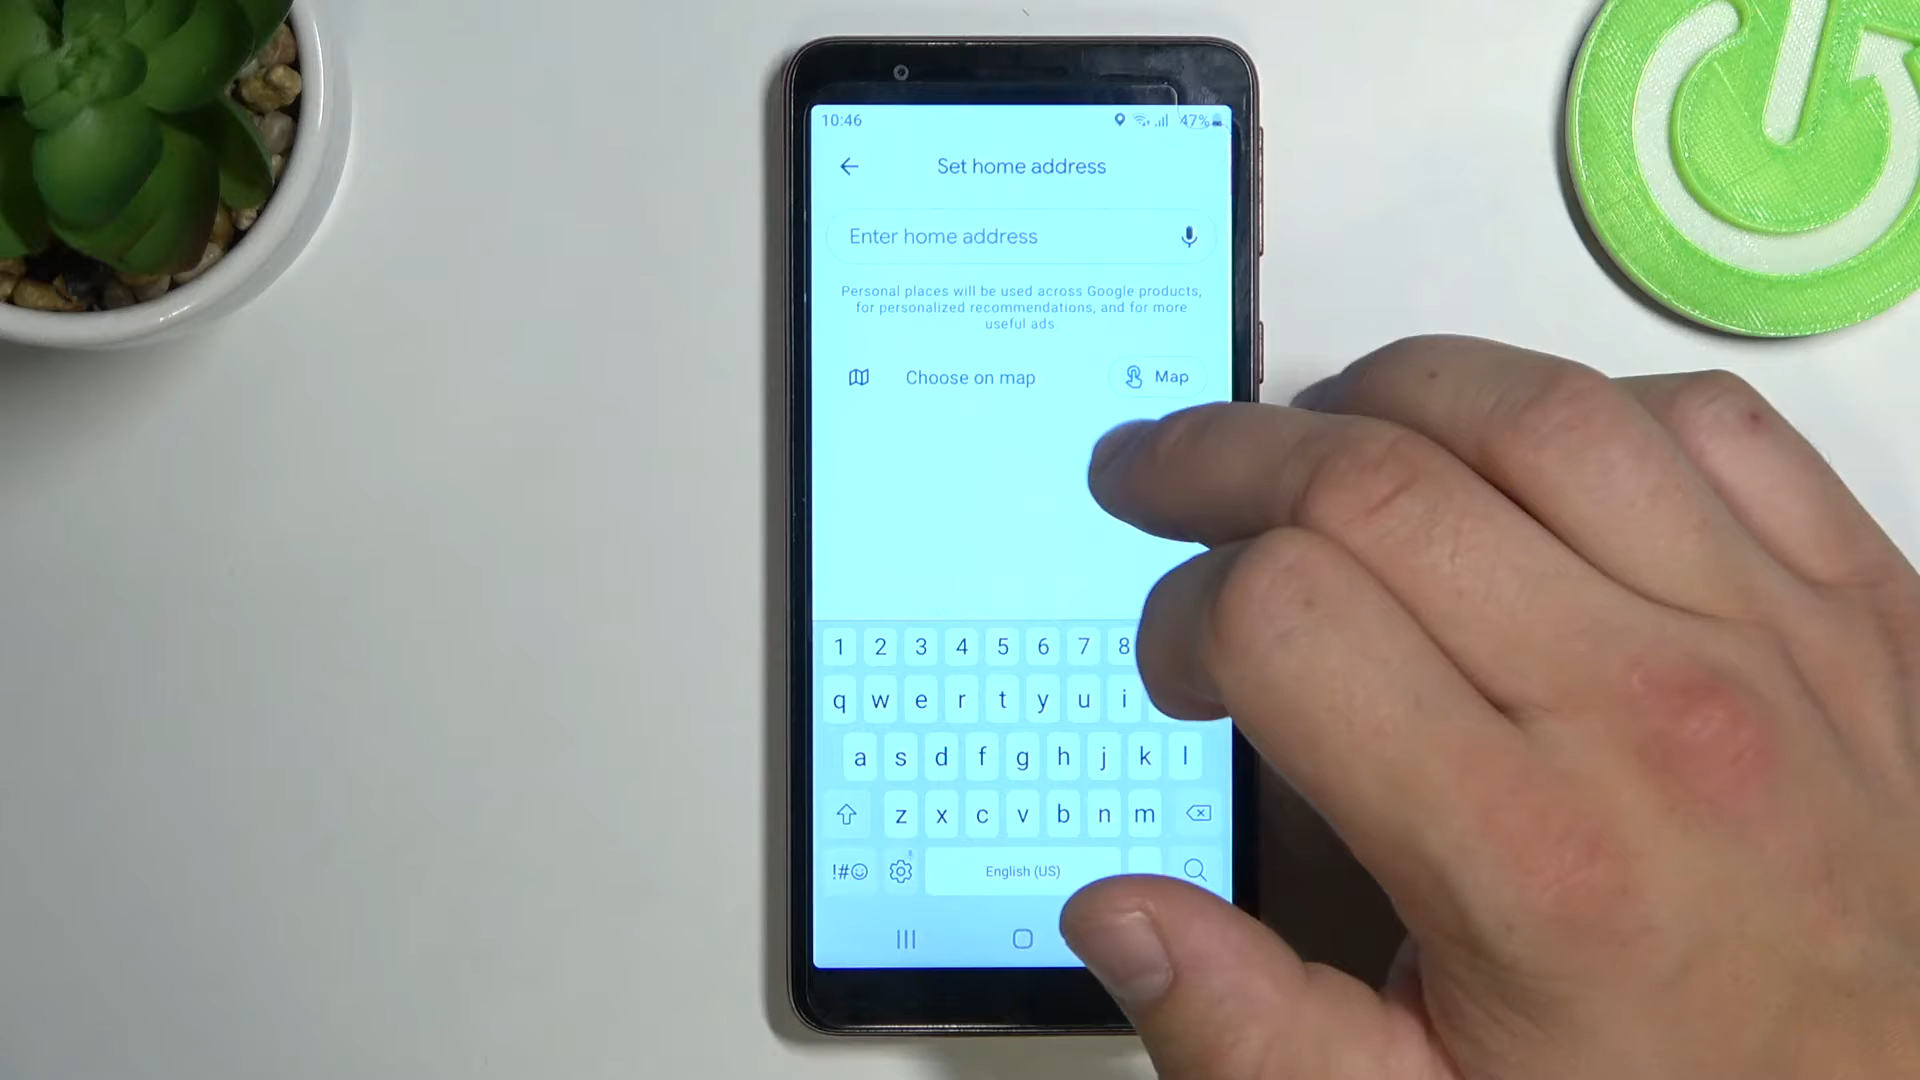 10:46 47%
Set home address
Enter home address
Personal places will be used across Google products,
for personalized recommendations, and for more
useful ads
Choose on map Map
1 2 3 4 5 6 7 8
q w e r t y u i
a s d f g h j k l
z x c v b n m
!#☺ English (US)